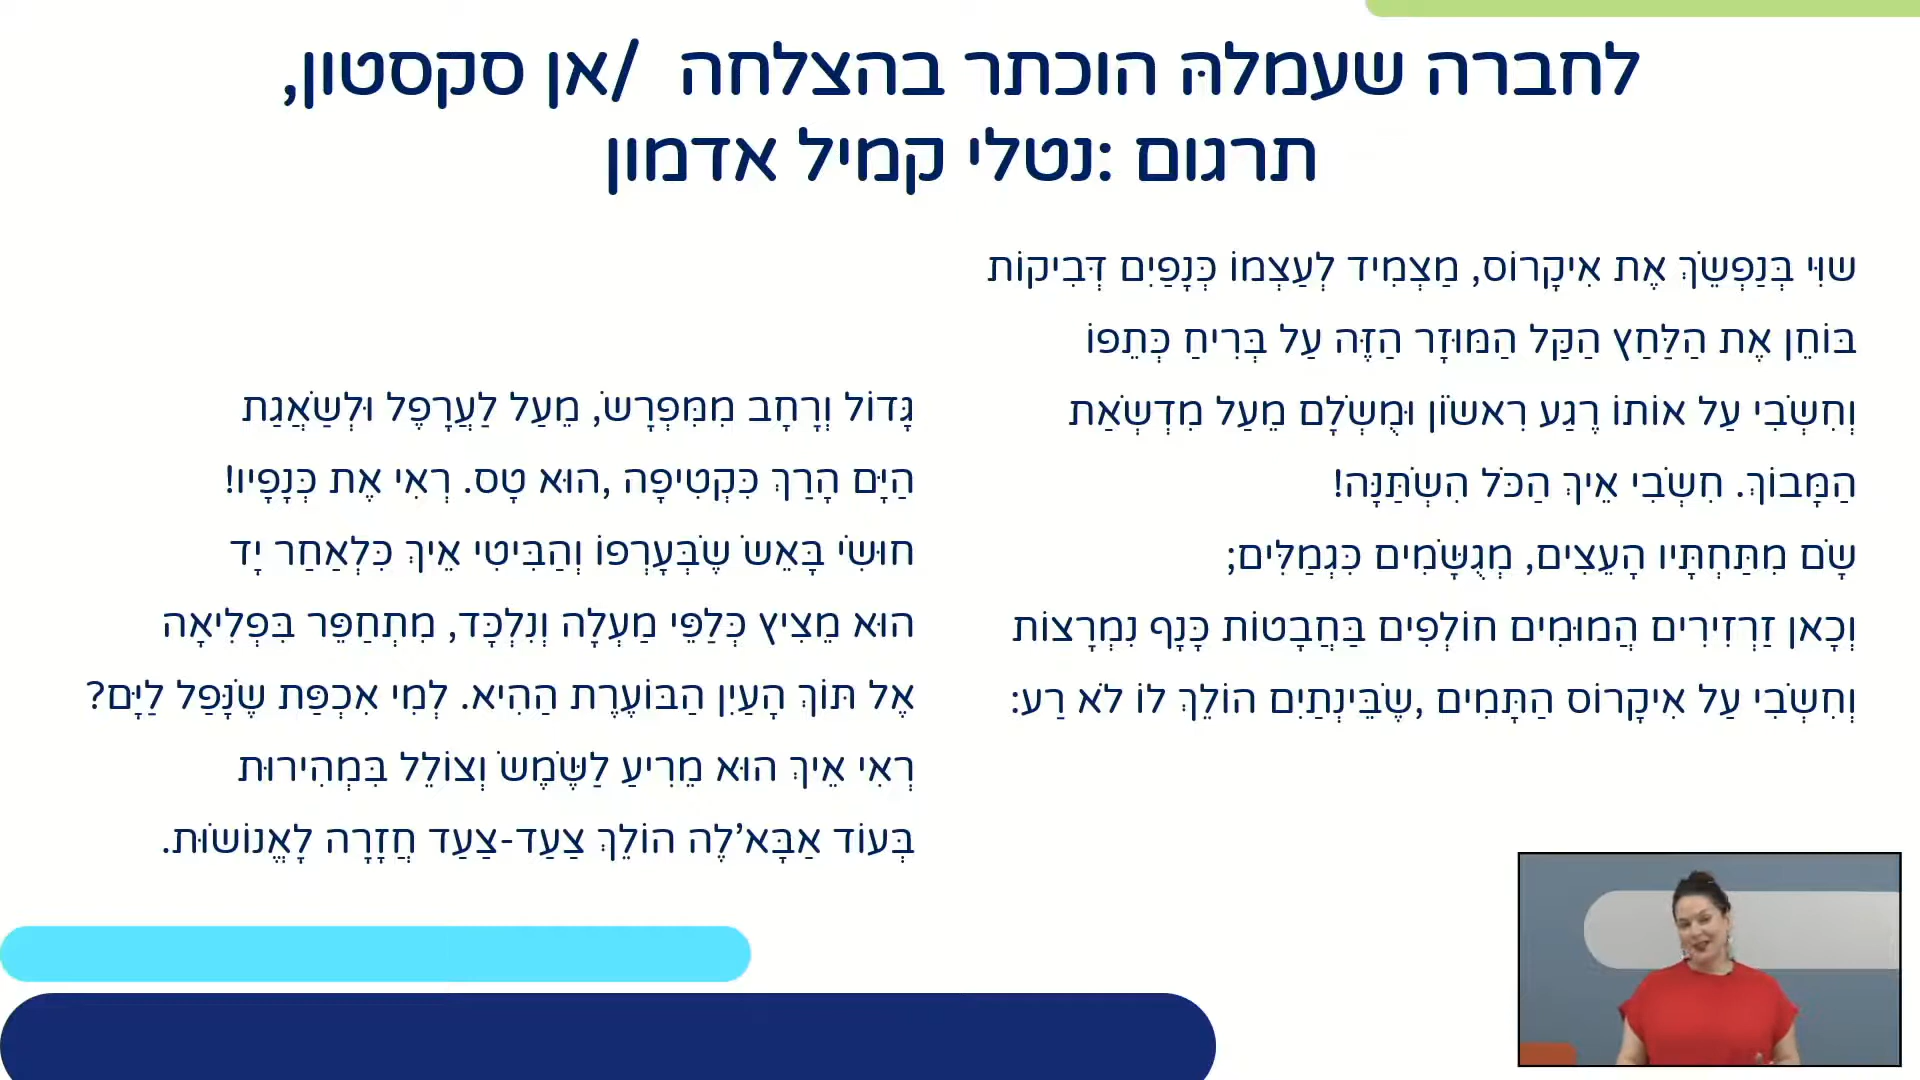 לחברה שעמלהּ הוכתר בהצלחה /אן סקסטון,
תרגום :נטלי קמיל אדמון
שוִּי בְּנַפְשֵׁךְ אֶת אִיקָרוֹס, מַצְמִיד לְעַצְמוֹ כְּנָפַיִם דְּבִיקוֹת
בּוֹחֵן אֶת הַלַּחַץ הַקַּל הַמּוּזָר הַזֶּה עַל בְּרִיחַ כְּתֵפוֹ
וְחִשְׁבִי עַל אוֹתוֹ רֶגַע רִאשׁוֹן וּמֻשְׁלָם מֵעַל מִדְשְׁאַת
הַמָּבוֹךְ. חִשְׁבִי אֵיךְ הַכֹּל הִשְׁתַּנָּה!
שָׁם מִתַּחְתָּיו הָעֵצִים, מְגֻשָּׁמִים כִּגְמַלִּים;
וְכָאן זַרְזִירִים הֲמוּמִים חוֹלְפִים בַּחֲבָטוֹת כָּנָף נִמְרָצוֹת
וְחִשְׁבִי עַל אִיקָרוֹס הַתָּמִים ,שֶׁבֵּינְתַיִם הוֹלֵךְ לוֹ לֹא רַע:
גָּדוֹל וְרָחָב מִמִּפְרָשׂ, מֵעַל לַעֲרָפֶל וּלְשַׁאֲגַת
הַיָּם הָרַךְ כִּקְטִיפָה ,הוּא טָס. רְאִי אֶת כְּנָפָיו!
חוּשִׁי בָּאֵשׁ שֶׁבְּעָרְפּוֹ וְהַבִּיטִי אֵיךְ כִּלְאַחַר יָד
הוּא מֵצִיץ כְּלַפֵּי מַעְלָה וְנִלְכָּד, מִתְחַפֵּר בִּפְלִיאָה
אֶל תּוֹךְ הָעַיִן הַבּוֹעֶרֶת הַהִיא. לְמִי אִכְפַּת שֶׁנָּפַל לַיָּם?
רְאִי אֵיךְ הוּא מֵרִיעַ לַשֶּׁמֶשׁ וְצוֹלֵל בִּמְהִירוּת
בְּעוֹד אַבָּא'לֶה הוֹלֵךְ צַעַד-צַעַד חֲזָרָה לָאֱנוֹשׁוּת.